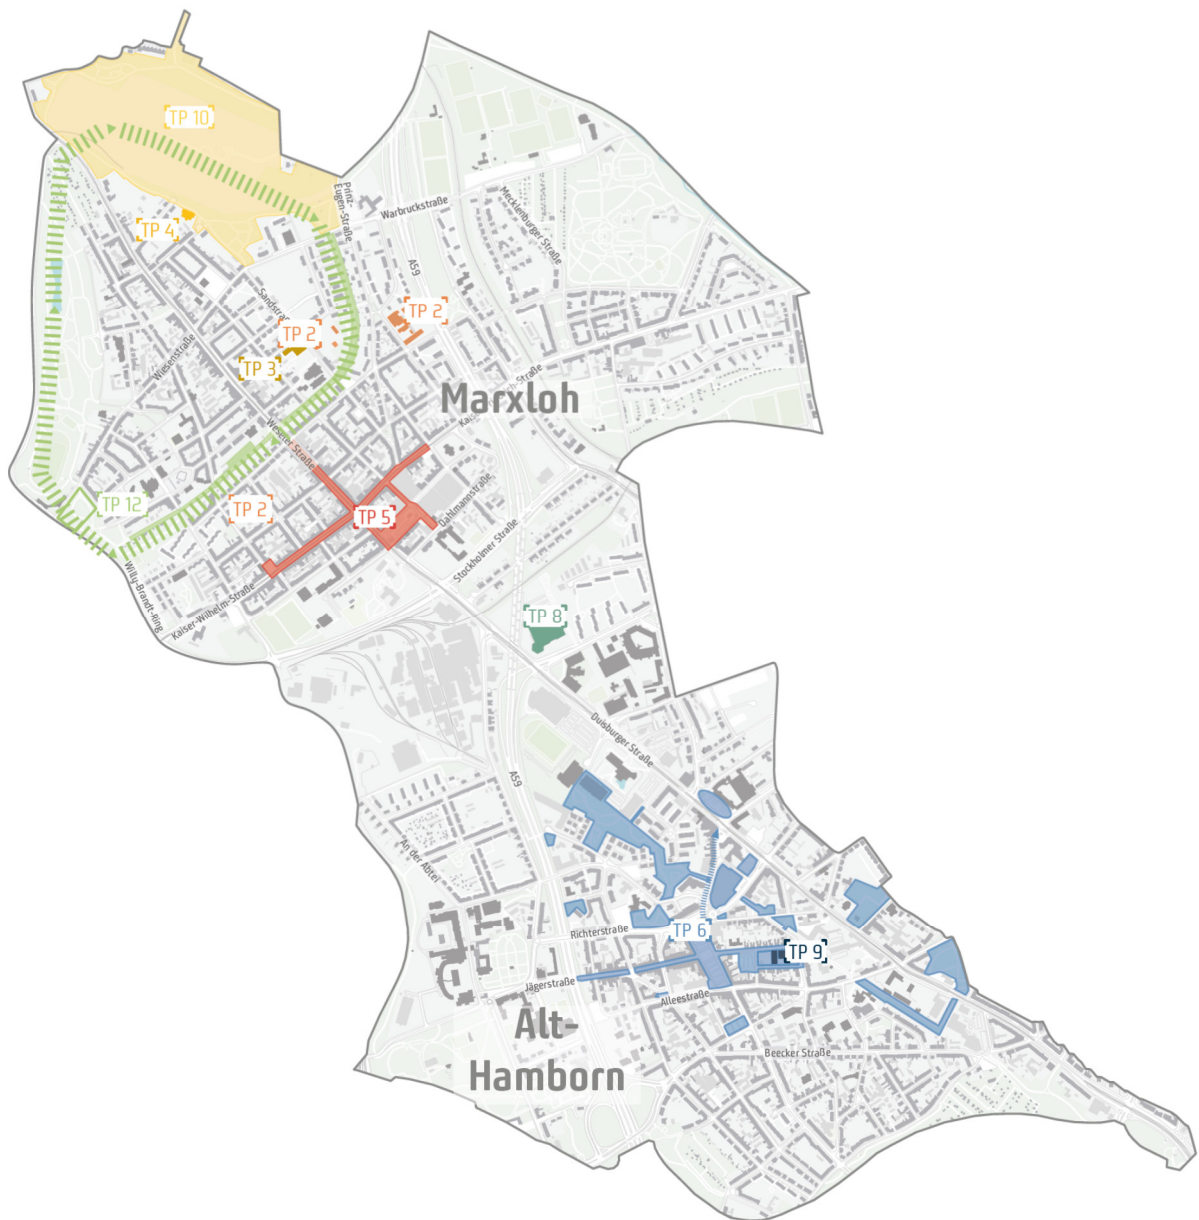 TP 10
Prinz-
Eugen-Straße
Warbruckstraße
Mecklenburger Straße
TP 4
A59
Sandstraße
TP 2
TP 2
Wiesenstraße
TP 3
Marxloh
Weseler Straße
TP 12
TP 2
TP 5
Dahlmannstraße
Stockholmer Straße
Willy-Brandt-Ring
Kaiser-Wilhelm-Straße
TP 8
Duisburger Straße
A59
An der Abtei
Richterstraße
TP 6
TP 9
Jägerstraße
Alleestraße
Alt-
Hamborn
Beecker Straße